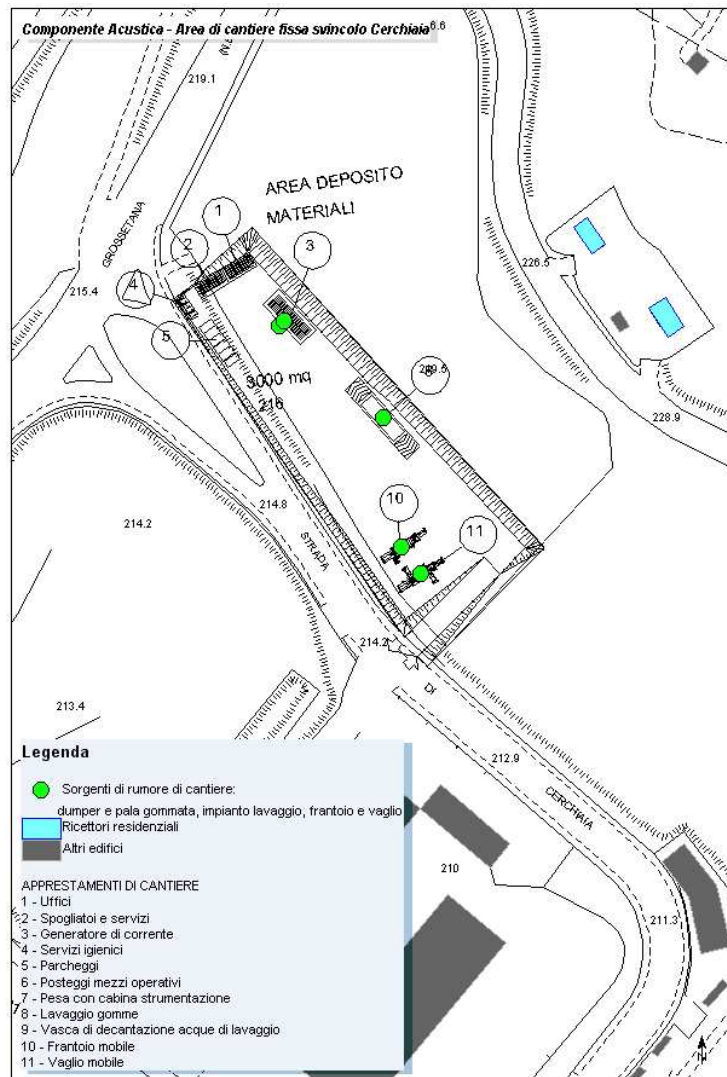 Componente Acustica - Area di cantiere fissa svincolo Cerchiaia
6.6
219.1
AREA DEPOSITO
MATERIALI
GROSSETANA
1
2
3
4
5
215.4
226.5
3000 mq
216
8
228.9
214.8
STRADA
10
11
214.2
214.2
DI
213.4
212.9
CERCHIAIA
210
211.3
N
Legenda
Sorgenti di rumore di cantiere:
dumper e pala gommata, impianto lavaggio, frantoio e vaglio
Ricettori residenziali
Altri edifici
APPRESTAMENTI DI CANTIERE
1 - Uffici
2 - Spogliatoi e servizi
3 - Generatore di corrente
4 - Servizi igienici
5 - Parcheggi
6 - Posteggi mezzi operativi
7 - Pesa con cabina strumentazione
8 - Lavaggio gomme
9 - Vasca di decantazione acque di lavaggio
10 - Frantoio mobile
11 - Vaglio mobile